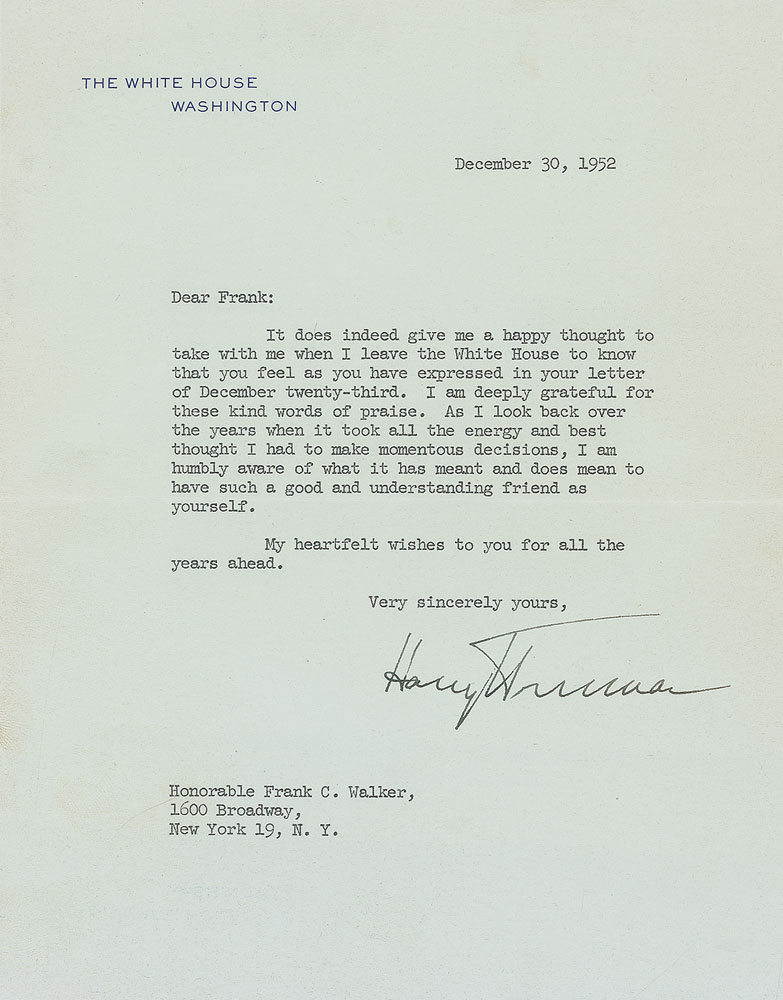 THE WHITE HOUSE
WASHINGTON
December 30, 1952
Dear Frank:
It does indeed give me a happy thought to
take with me when I leave the White House to know
that you feel as you have expressed in your letter
of December twenty-third. I am deeply grateful for
these kind words of praise. As I look back over
the years when it took all the energy and best
thought I had to make momentous decisions, I am
humbly aware of what it has meant and does mean to
have such a good and understanding friend as
yourself.
My heartfelt wishes to you for all the
years ahead.
Very sincerely yours,
Harry Truman
Honorable Frank C. Walker,
1600 Broadway,
New York 19, N. Y.